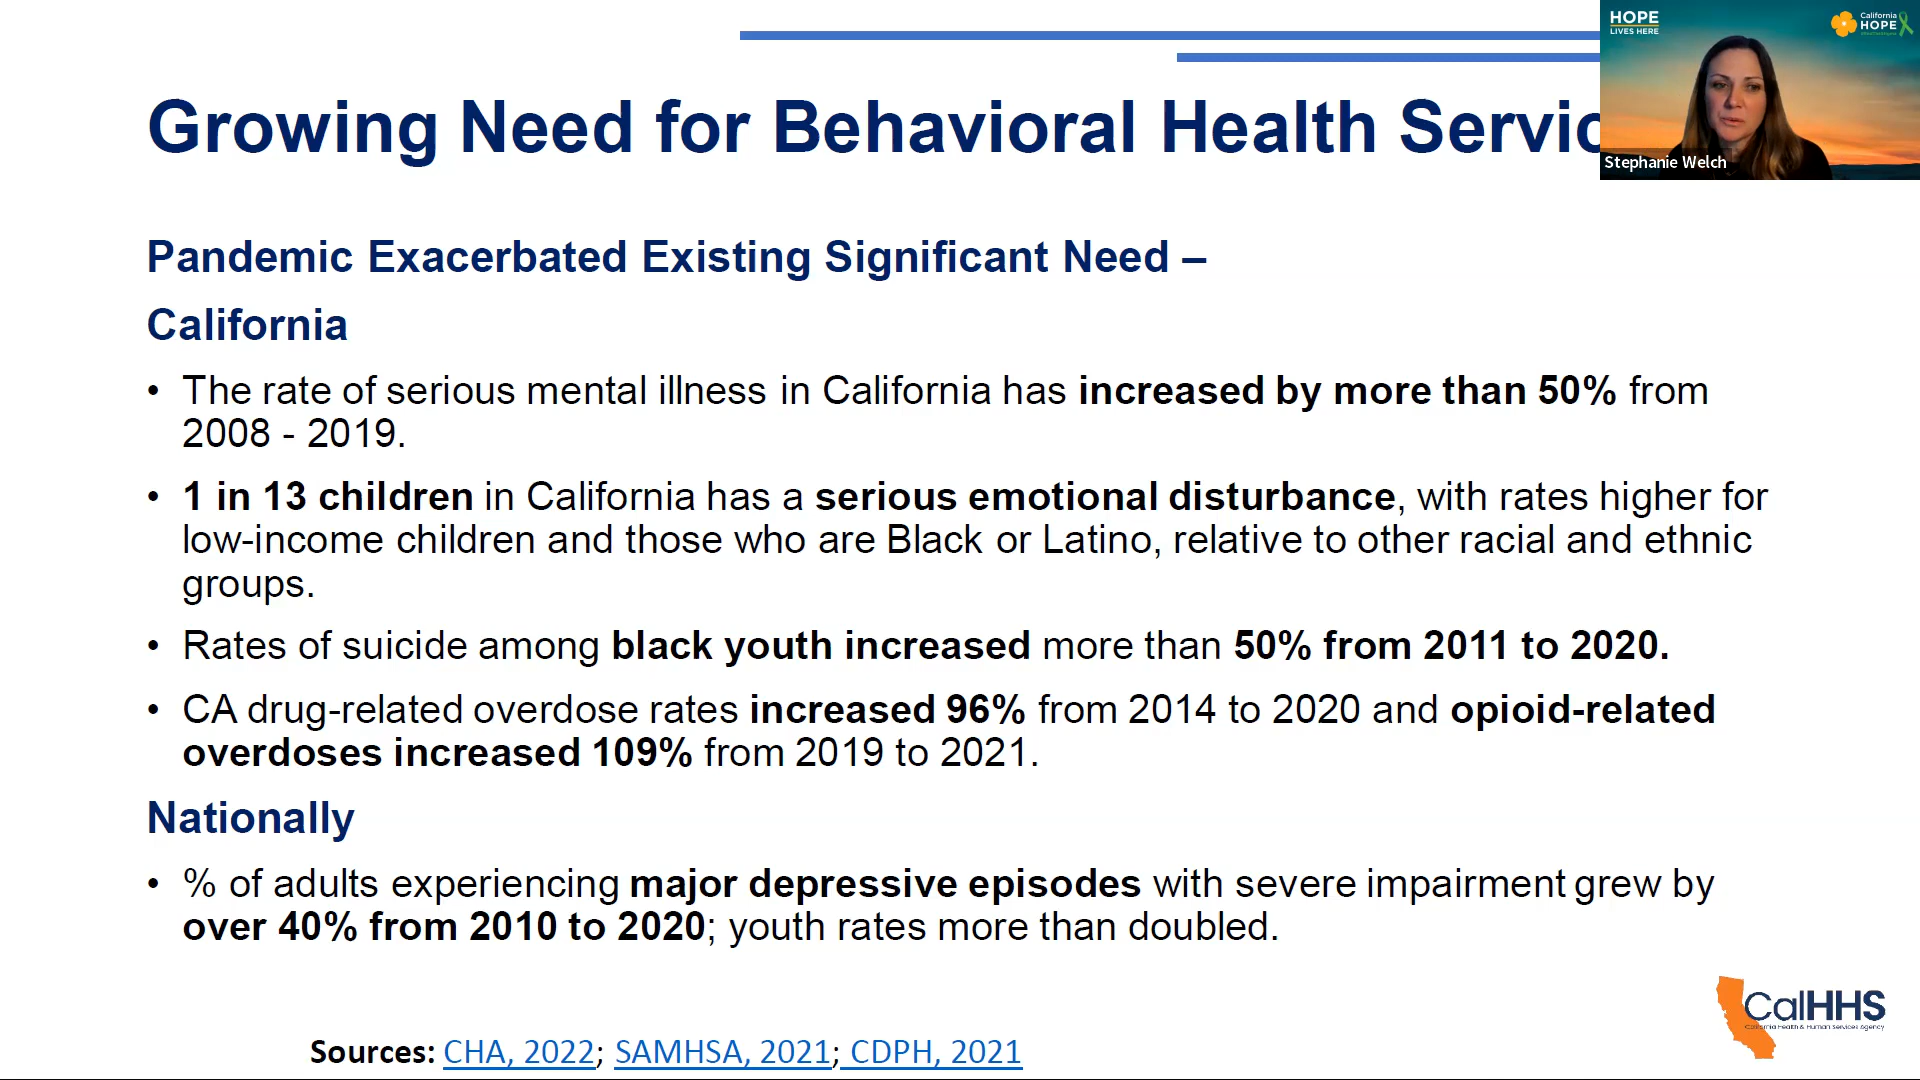 HOPE
LIVES HERE
California
HOPE
Stephanie Welch
Growing Need for Behavioral Health Servic
Pandemic Exacerbated Existing Significant Need –
California
• The rate of serious mental illness in California has increased by more than 50% from
2008 - 2019.
• 1 in 13 children in California has a serious emotional disturbance, with rates higher for
low-income children and those who are Black or Latino, relative to other racial and ethnic
groups.
• Rates of suicide among black youth increased more than 50% from 2011 to 2020.
• CA drug-related overdose rates increased 96% from 2014 to 2020 and opioid-related
overdoses increased 109% from 2019 to 2021.
Nationally
• % of adults experiencing major depressive episodes with severe impairment grew by
over 40% from 2010 to 2020; youth rates more than doubled.
CalHHS
California Health & Human Services Agency
Sources: CHA, 2022; SAMHSA, 2021; CDPH, 2021